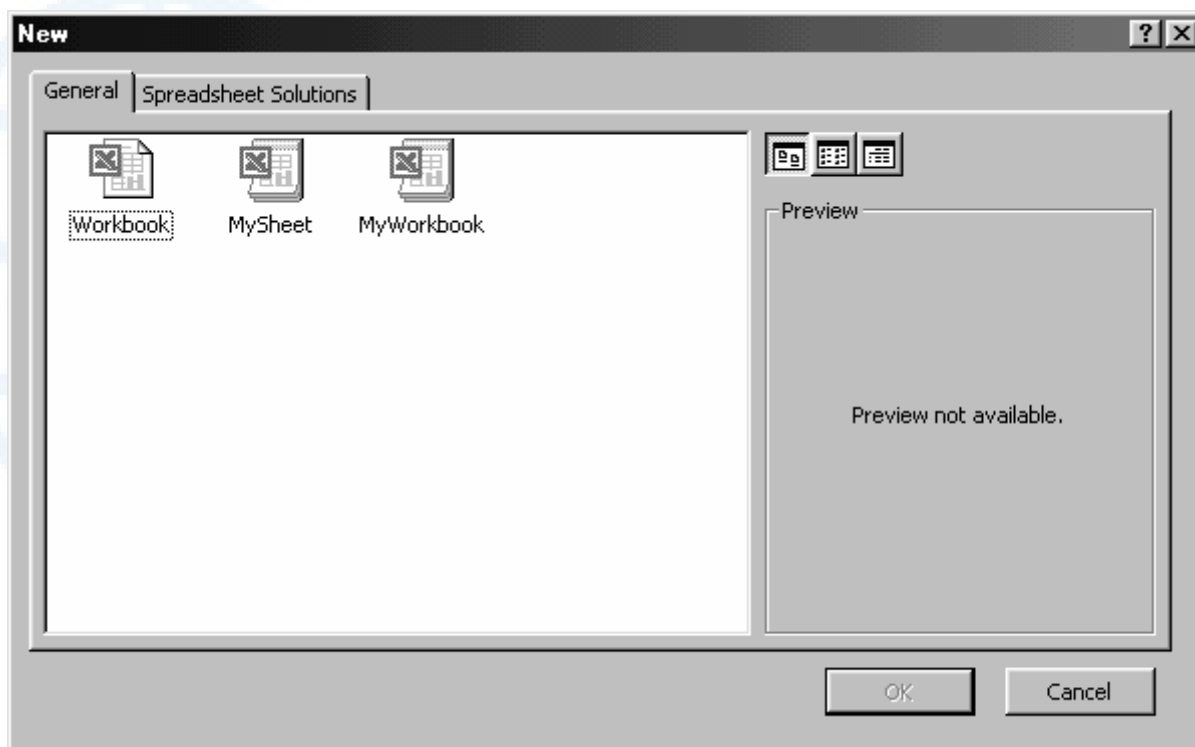 New
General Spreadsheet Solutions
Workbook MySheet MyWorkbook
Preview
Preview not available.
OK Cancel